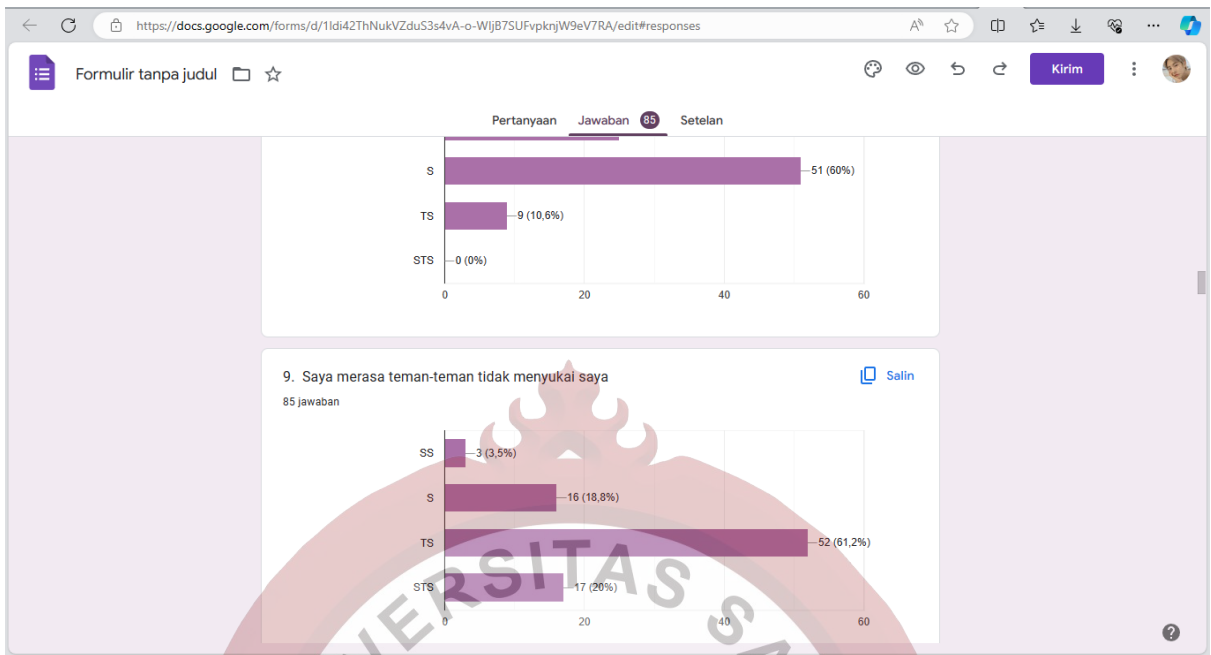 https://docs.google.com/forms/d/1Idi42ThNukVZduS3s4vA-o-WIjB7SUFvpknjW9eV7RA/edit#responses
Formulir tanpa judul
Kirim
Pertanyaan Jawaban 85 Setelan
S 51 (60%)
TS 9 (10,6%)
STS 0 (0%)
0 20 40 60
9. Saya merasa teman-teman tidak menyukai saya
Salin
85 jawaban
SS 3 (3,5%)
S 16 (18,8%)
TS 52 (61,2%)
STS 17 (20%)
0 20 40 60